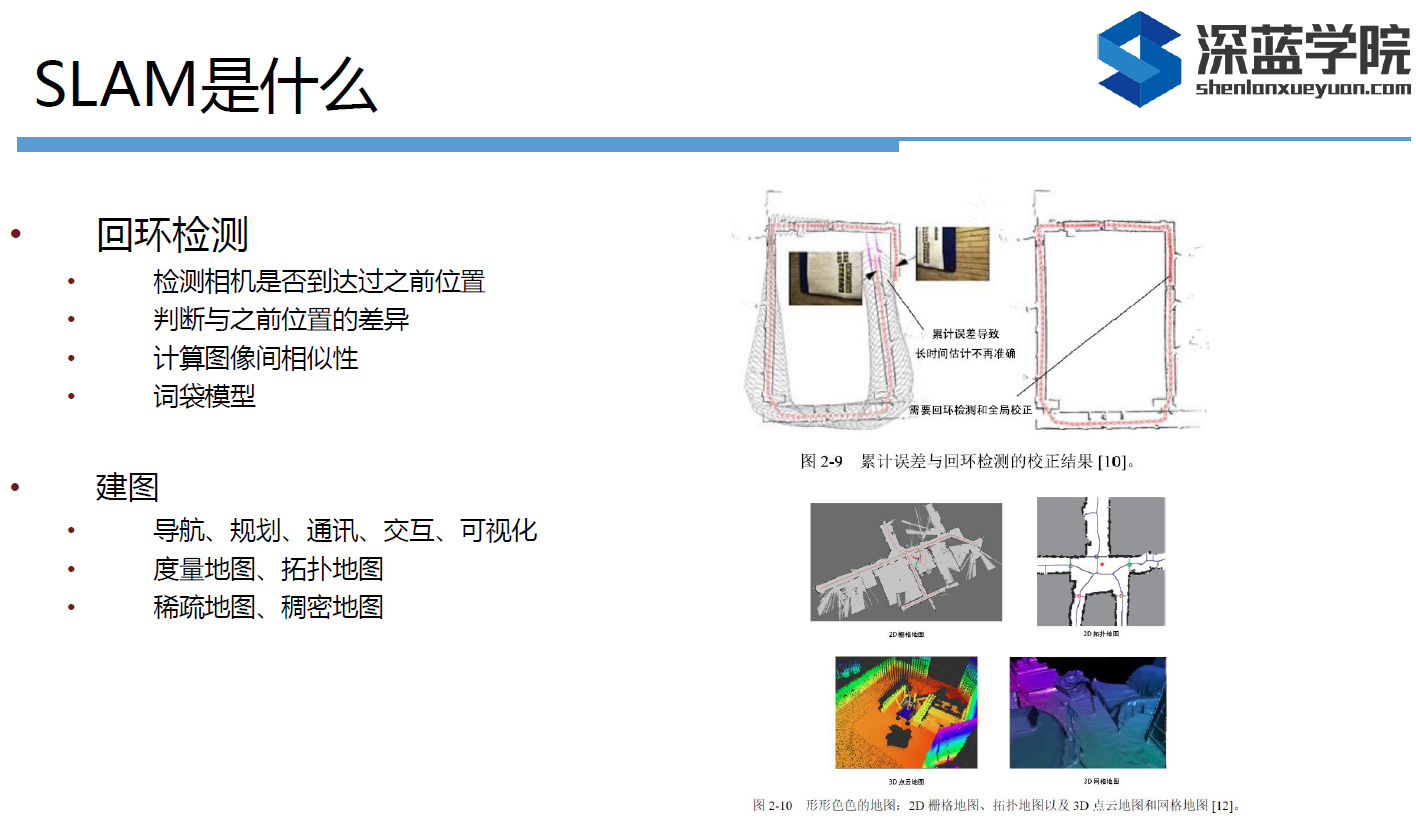 SLAM是什么
深蓝学院
shenlanxueyuan.com
• 回环检测
• 检测相机是否到达过之前位置
• 判断与之前位置的差异
• 计算图像间相似性
• 词袋模型
• 建图
• 导航、规划、通讯、交互、可视化
• 度量地图、拓扑地图
• 稀疏地图、稠密地图
累计误差导致
长时间估计不再准确
需要回环检测和全局校正
图 2-9 累计误差与回环检测的校正结果 [10]。
2D 栅格地图
2D 拓扑地图
3D 点云地图
3D 网格地图
图 2-10 形形色色的地图：2D 栅格地图、拓扑地图以及 3D 点云地图和网格地图 [12]。